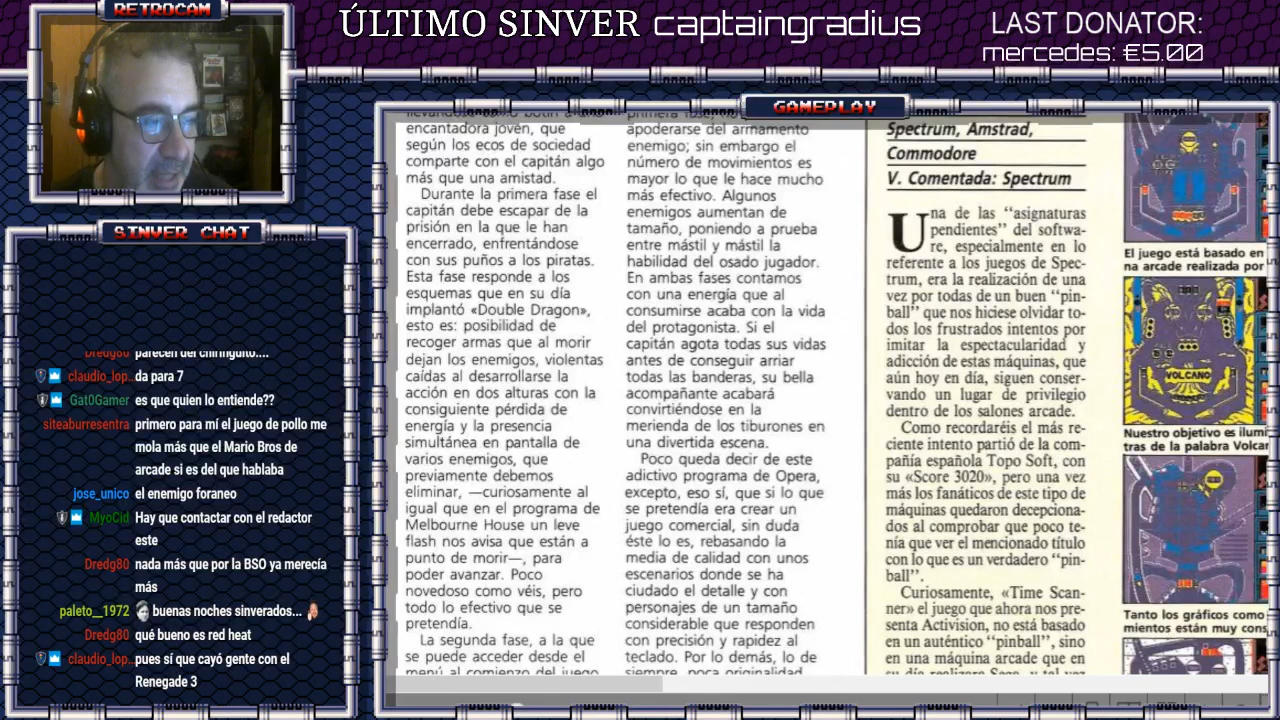 RETROCAM
ÚLTIMO SINVER captaingradius
LAST DONATOR:
mercedes: €5.00
GAMEPLAY
SINVER CHAT
Dredg80 parecen del chiringuito....
claudio_lop.. da para 7
Gat0Gamer es que quien lo entiende??
siteaburresentra primero para mí el juego de pollo me
mola más que el Mario Bros de
arcade si es del que hablaba
jose_unico el enemigo foraneo
MyoCid Hay que contactar con el redactor
este
Dredg80 nada más que por la BSO ya merecía
más
paleto_1972 buenas noches sinverados...
Dredg80 qué bueno es red heat
claudio_lop.. pues sí que cayó gente con el
Renegade 3
encantadora joven, que
según los ecos de sociedad
comparte con el capitán algo
más que una amistad.
Durante la primera fase el
capitán debe escapar de la
prisión en la que le han
encerrado, enfrentándose
con sus puños a los piratas.
Esta fase responde a los
esquemas que en su día
implantó «Double Dragon»,
esto es: posibilidad de
recoger armas que al morir
dejan los enemigos, violentas
caídas al desarrollarse la
acción en dos alturas con la
consiguiente pérdida de
energía y la presencia
simultánea en pantalla de
varios enemigos, que
previamente debemos
eliminar, —curiosamente al
igual que en el programa de
Melbourne House un leve
flash nos avisa que están a
punto de morir—, para
poder avanzar. Poco
novedoso como véis, pero
todo lo efectivo que se
pretendía.
La segunda fase, a la que
se puede acceder desde el
menú al comienzo del juego
apoderarse del armamento
enemigo; sin embargo el
número de movimientos es
mayor lo que le hace mucho
más efectivo. Algunos
enemigos aumentan de
tamaño, poniendo a prueba
entre mástil y mástil la
habilidad del osado jugador.
En ambas fases contamos
con una energía que al
consumirse acaba con la vida
del protagonista. Si el
capitán agota todas sus vidas
antes de conseguir arriar
todas las banderas, su bella
acompañante acabará
convirtiéndose en la
merienda de los tiburones en
una divertida escena.
Poco queda decir de este
adictivo programa de Opera,
excepto, eso sí, que si lo que
se pretendía era crear un
juego comercial, sin duda
éste lo es, rebasando la
media de calidad con unos
escenarios donde se ha
ciudado el detalle y con
personajes de un tamaño
considerable que responden
con precisión y rapidez al
teclado. Por lo demás, lo de
siempre, poca originalidad
Spectrum, Amstrad,
Commodore
V. Comentada: Spectrum
Una de las "asignaturas
pendientes" del softwa-
re, especialmente en lo
referente a los juegos de Spec-
trum, era la realización de una
vez por todas de un buen "pin-
ball" que nos hiciese olvidar to-
dos los frustrados intentos por
imitar la espectacularidad y
adicción de estas máquinas, que
aún hoy en día, siguen conser-
vando un lugar de privilegio
dentro de los salones arcade.
Como recordaréis el más re-
ciente intento partió de la com-
pañía española Topo Soft, con
su «Score 3020», pero una vez
más los fanáticos de este tipo de
máquinas quedaron decepciona-
dos al comprobar que poco te-
nía que ver el mencionado título
con lo que es un verdadero "pin-
ball".
Curiosamente, «Time Scan-
ner» el juego que ahora nos pre-
senta Activision, no está basado
en un auténtico "pinball", sino
en una máquina arcade que en
su día realizara Sega, y tal vez
El juego está basado en
na arcade realizada por
VOLCANO
Nuestro objetivo es ilumi
tras de la palabra Volcan
Tanto los gráficos como
mientos están muy cons